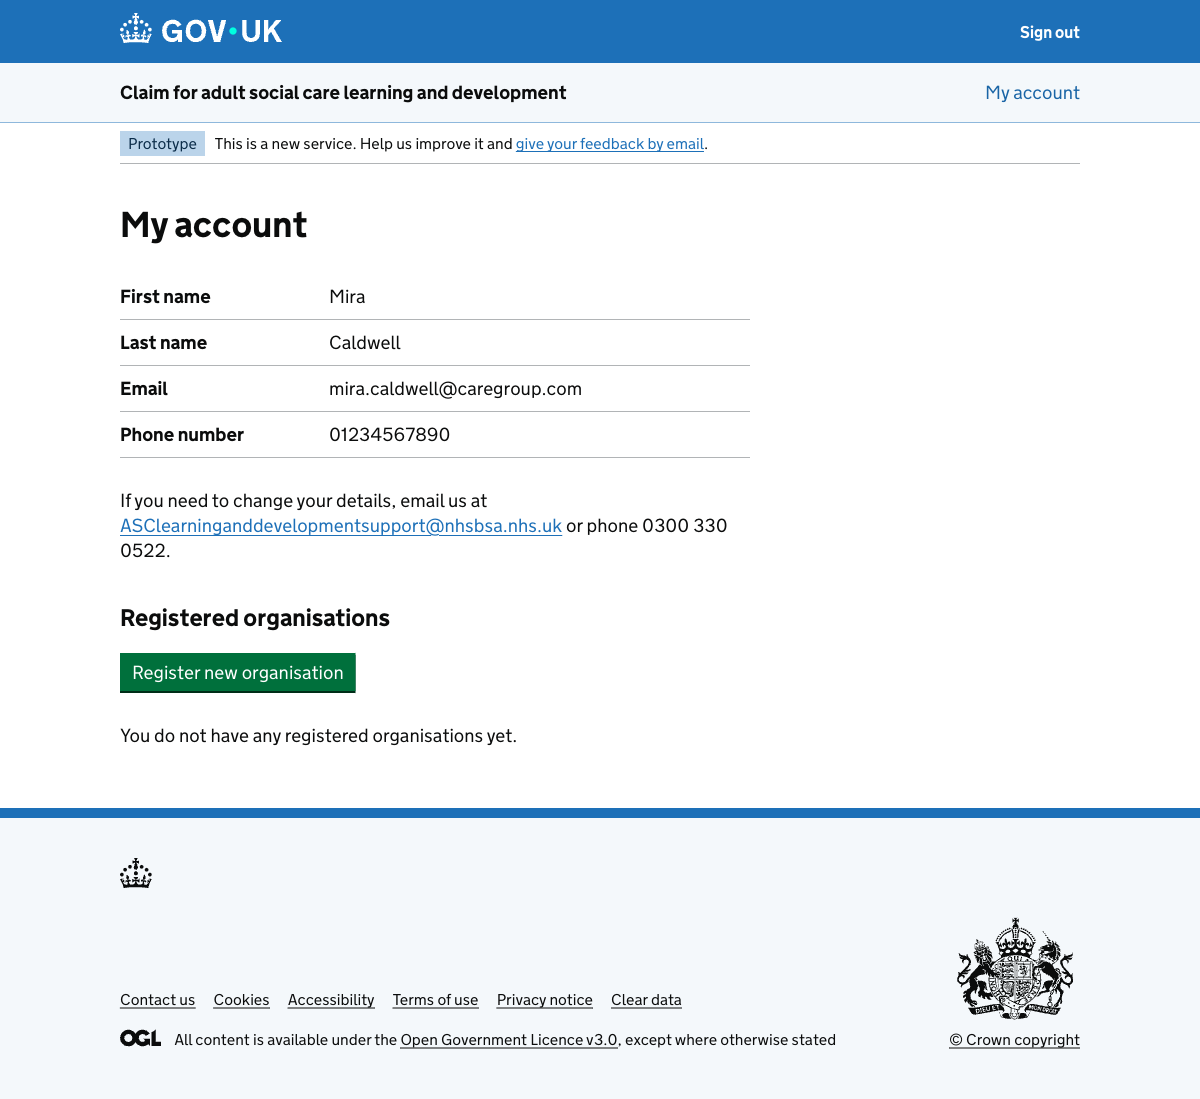 GOV·UK
Sign out
Claim for adult social care learning and development
My account
Prototype This is a new service. Help us improve it and give your feedback by email.
My account
First name Mira
Last name Caldwell
Email mira.caldwell@caregroup.com
Phone number 01234567890
If you need to change your details, email us at
ASClearninganddevelopmentsupport@nhsbsa.nhs.uk or phone 0300 330
0522.
Registered organisations
Register new organisation
You do not have any registered organisations yet.
Contact us Cookies Accessibility Terms of use Privacy notice Clear data
OGL All content is available under the Open Government Licence v3.0, except where otherwise stated
© Crown copyright